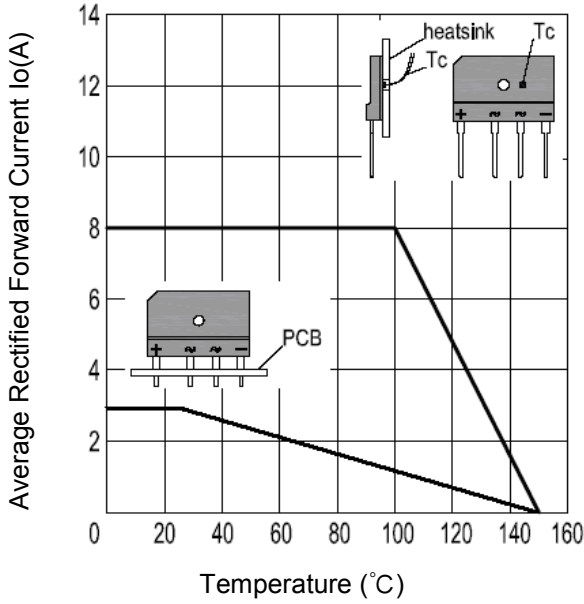 Average Rectified Forward Current Io(A)
14
12
10
8
6
4
2
heatsink
Tc
Tc
+ ~ ~ −
+ ~ ~ −
PCB
0 20 40 60 80 100 120 140 160
Temperature (℃)